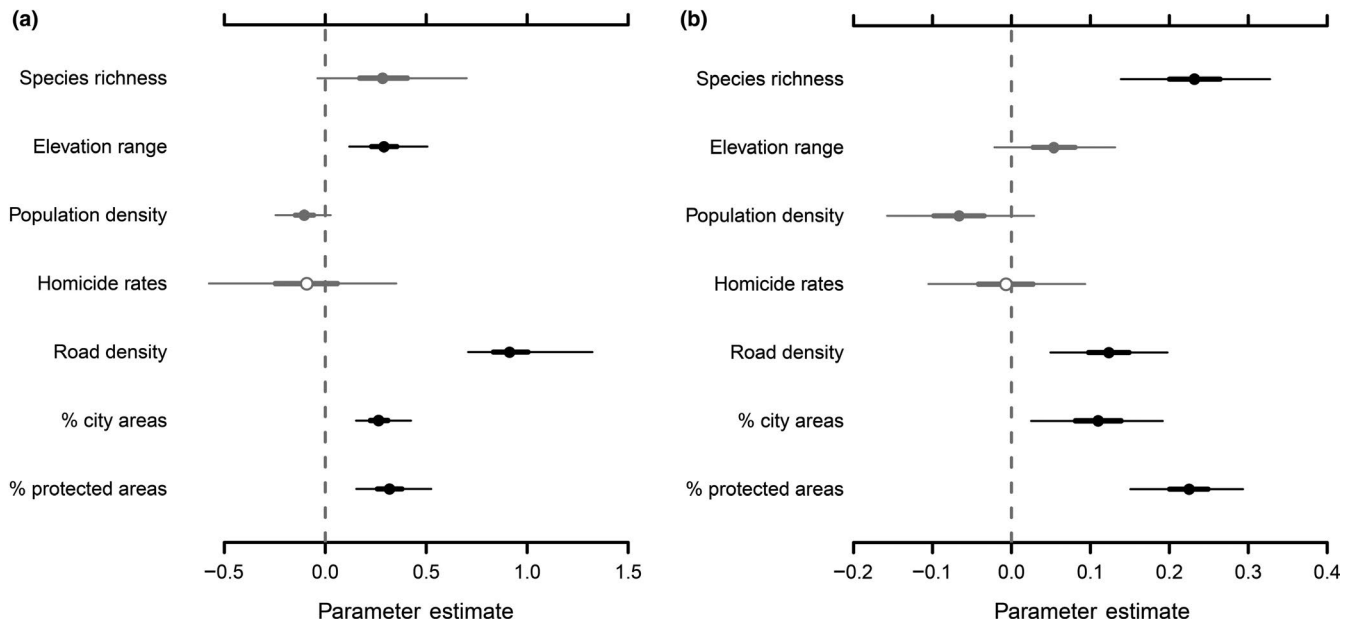 (a)
Species richness
Elevation range
Population density
Homicide rates
Road density
% city areas
% protected areas
−0.5 0.0 0.5 1.0 1.5
Parameter estimate
(b)
Species richness
Elevation range
Population density
Homicide rates
Road density
% city areas
% protected areas
−0.2 −0.1 0.0 0.1 0.2 0.3 0.4
Parameter estimate